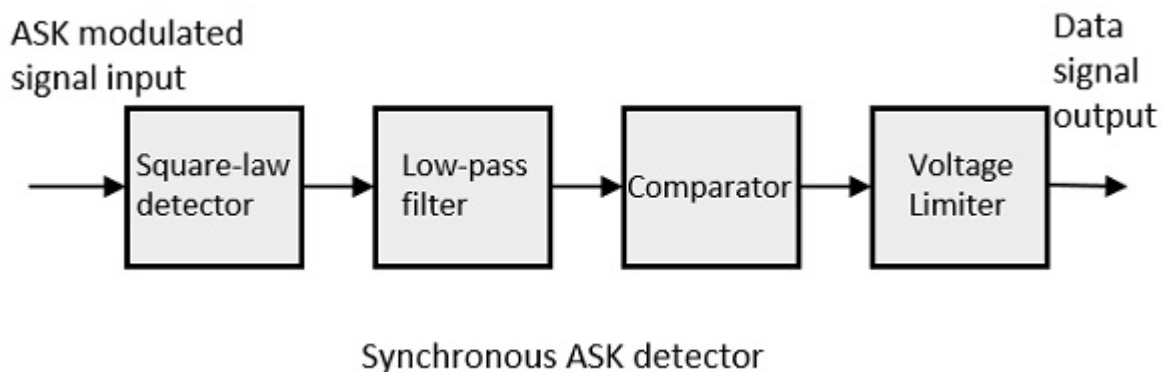 ASK modulated
signal input
Data
signal
output
Square-law
detector
Low-pass
filter
Comparator
Voltage
Limiter
Synchronous ASK detector